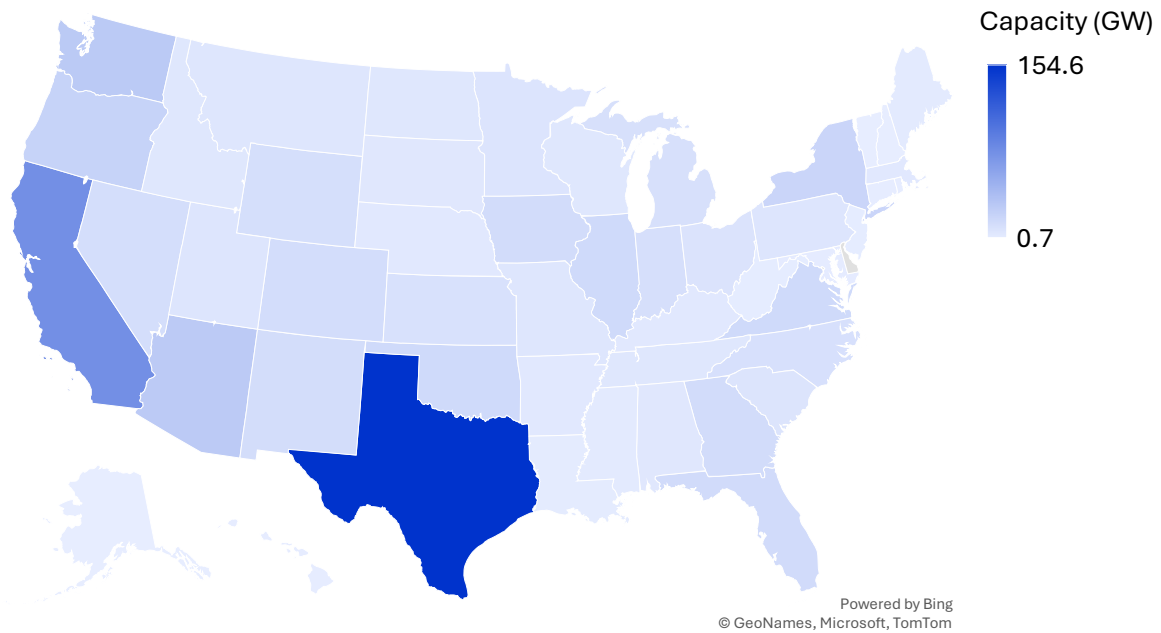 Capacity (GW)
154.6
0.7
Powered by Bing
© GeoNames, Microsoft, TomTom